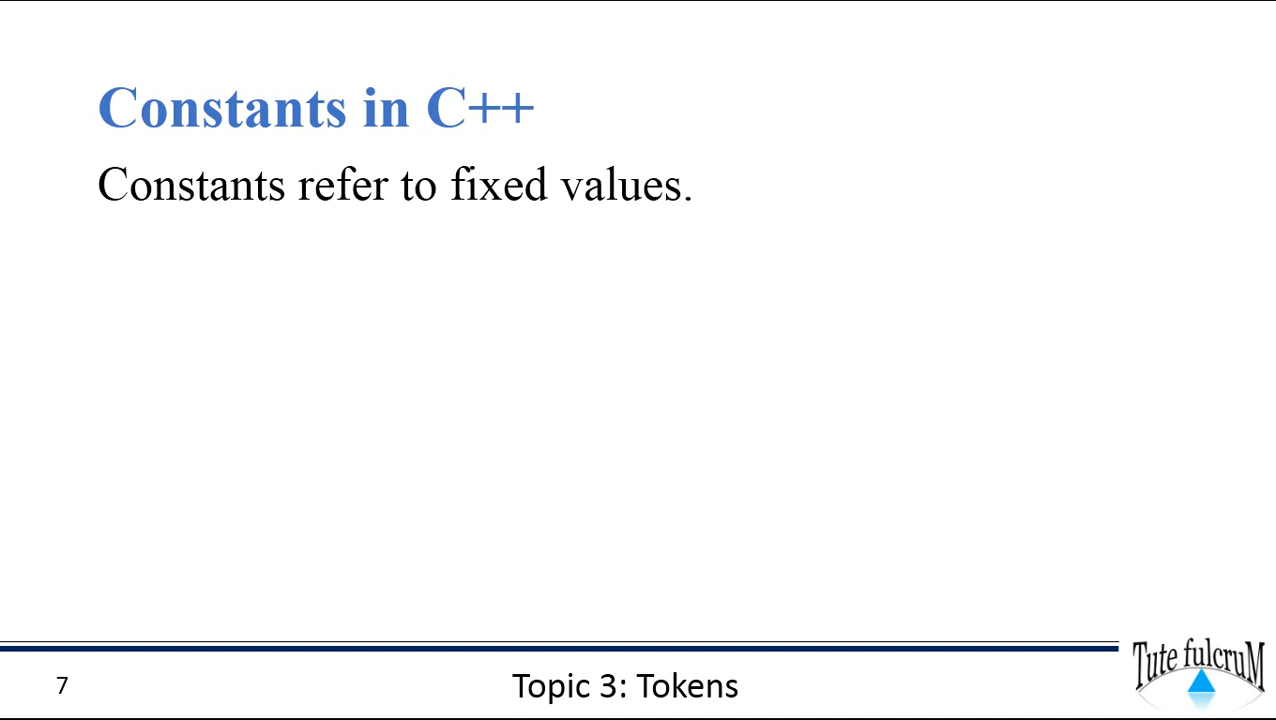 Constants in C++
Constants refer to fixed values.
7
Topic 3: Tokens
Tute fulcruM